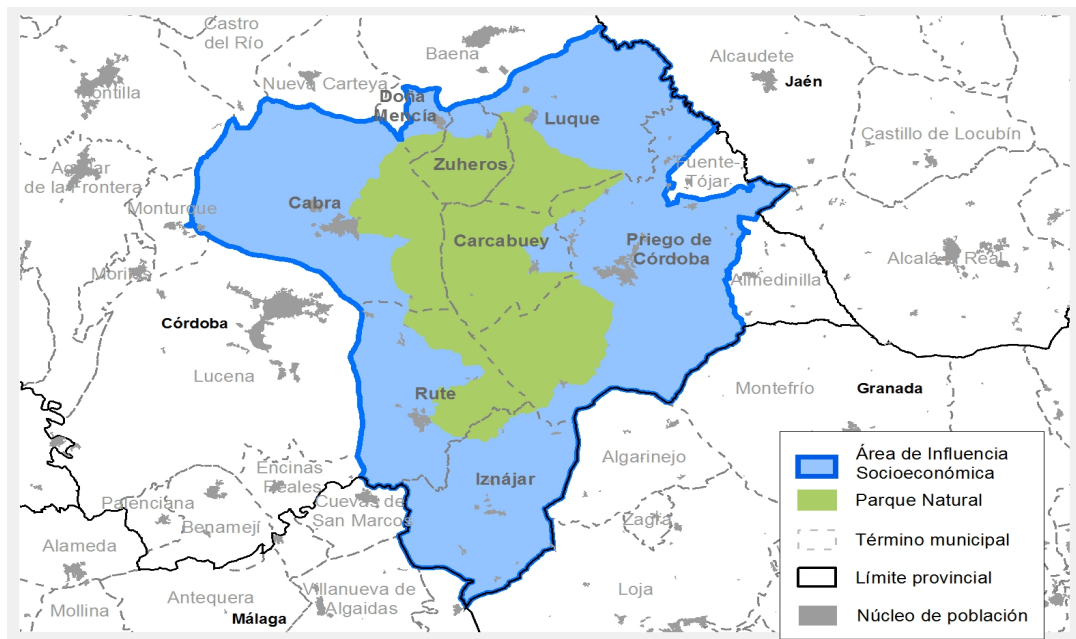 Castro
del Río
Baena
Alcaudete
Jaén
Nueva Carteya
Montilla
Doña
Mencía
Luque
Castillo de Locubín
Aguilar
de la Frontera
Zuheros
Fuente-
Tójar
Cabra
Monturque
Carcabuey
Priego de
Córdoba
Alcalá la Real
Moriles
Almedinilla
Córdoba
Lucena
Montefrío
Granada
Rute
Encinas
Reales
Iznájar
Algarinejo
Palenciana
Cuevas de
San Marcos
Benamejí
Zagra
Alameda
Villanueva de
Algaidas
Antequera
Loja
Mollina
Málaga
Área de Influencia
Socioeconómica
Parque Natural
Término municipal
Límite provincial
Núcleo de población